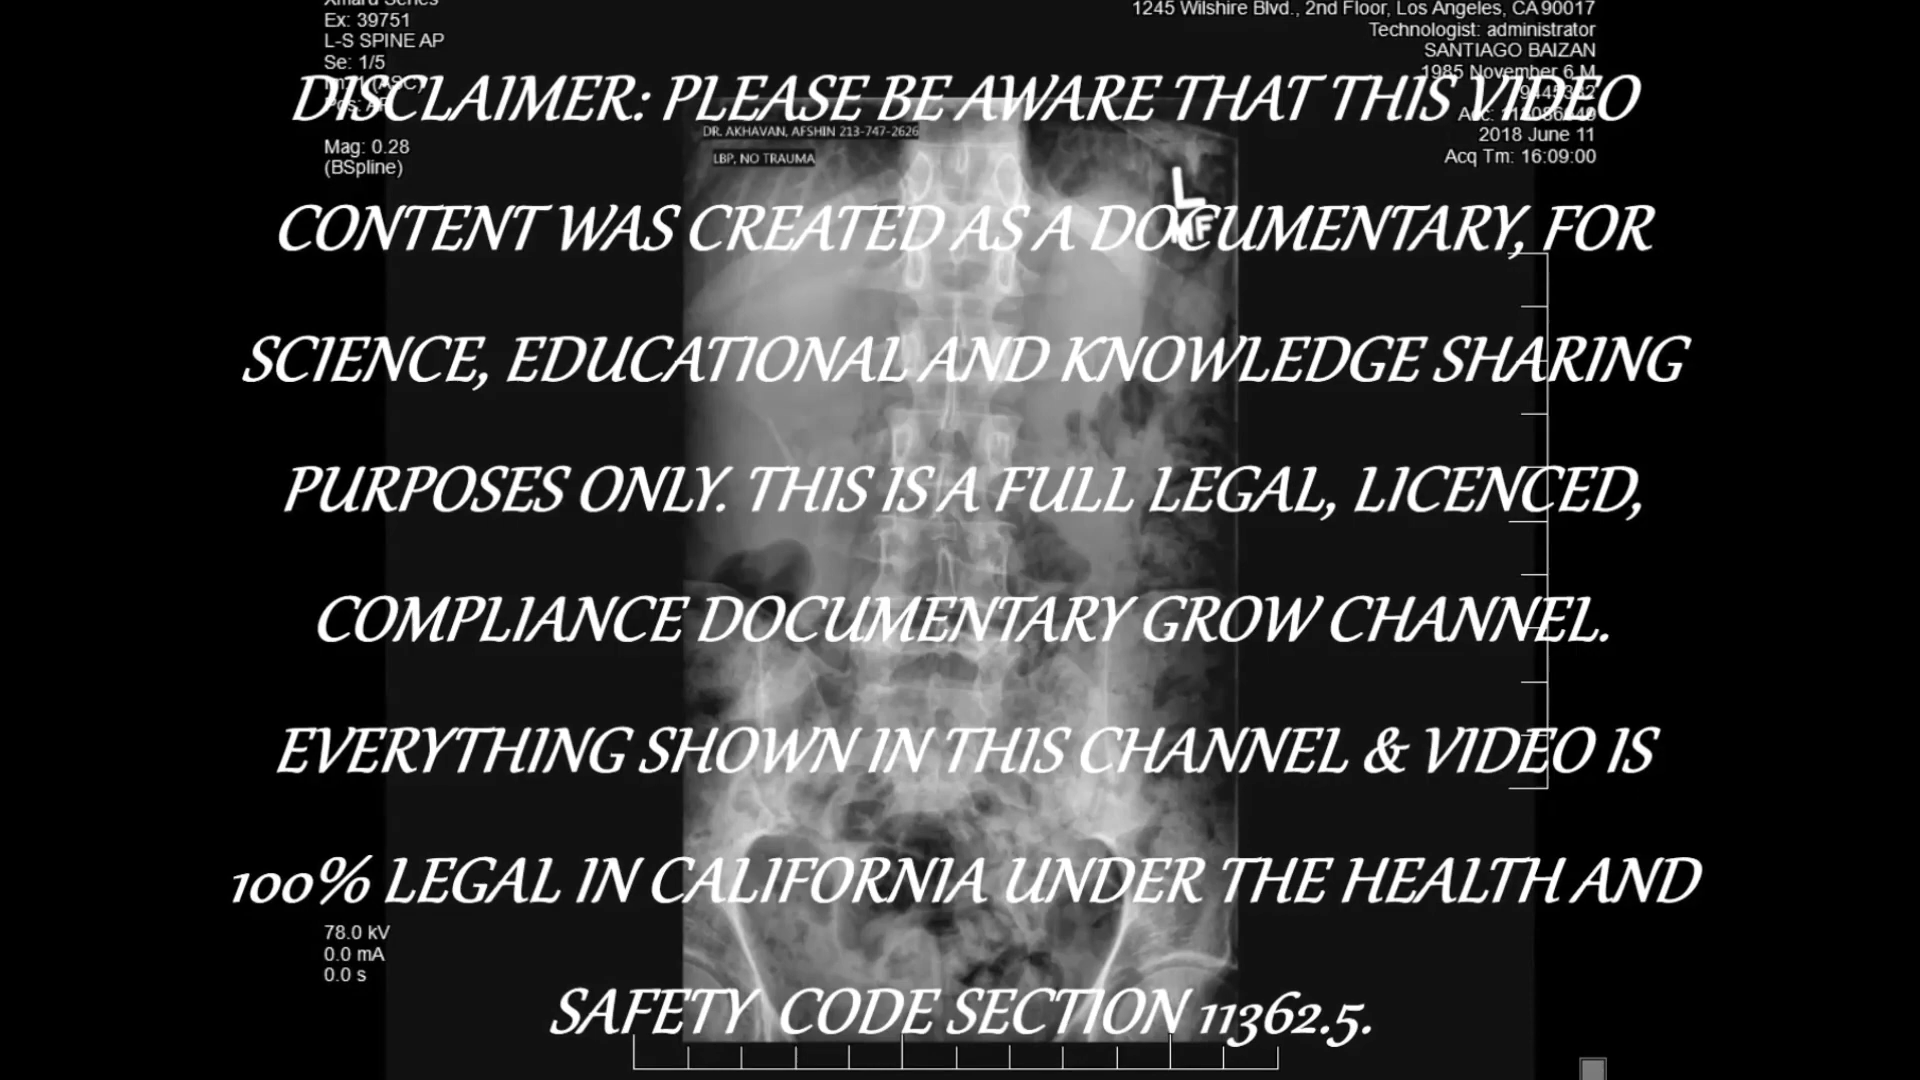 Ex: 39751
L-S SPINE AP
Se: 1/5
Mag: 0.28
(BSpline)
1245 Wilshire Blvd., 2nd Floor, Los Angeles, CA 90017
Technologist: administrator
SANTIAGO BAIZAN
1985 November 6 M
2018 June 11
Acq Tm: 16:09:00
DR. AKHAVAN, AFSHIN 213-747-2626
LBP, NO TRAUMA
L
MF
DISCLAIMER: PLEASE BE AWARE THAT THIS VIDEO
CONTENT WAS CREATED AS A DOCUMENTARY, FOR
SCIENCE, EDUCATIONAL AND KNOWLEDGE SHARING
PURPOSES ONLY. THIS IS A FULL LEGAL, LICENCED,
COMPLIANCE DOCUMENTARY GROW CHANNEL.
EVERYTHING SHOWN IN THIS CHANNEL & VIDEO IS
100% LEGAL IN CALIFORNIA UNDER THE HEALTH AND
SAFETY CODE SECTION 11362.5.
78.0 kV
0.0 mA
0.0 s